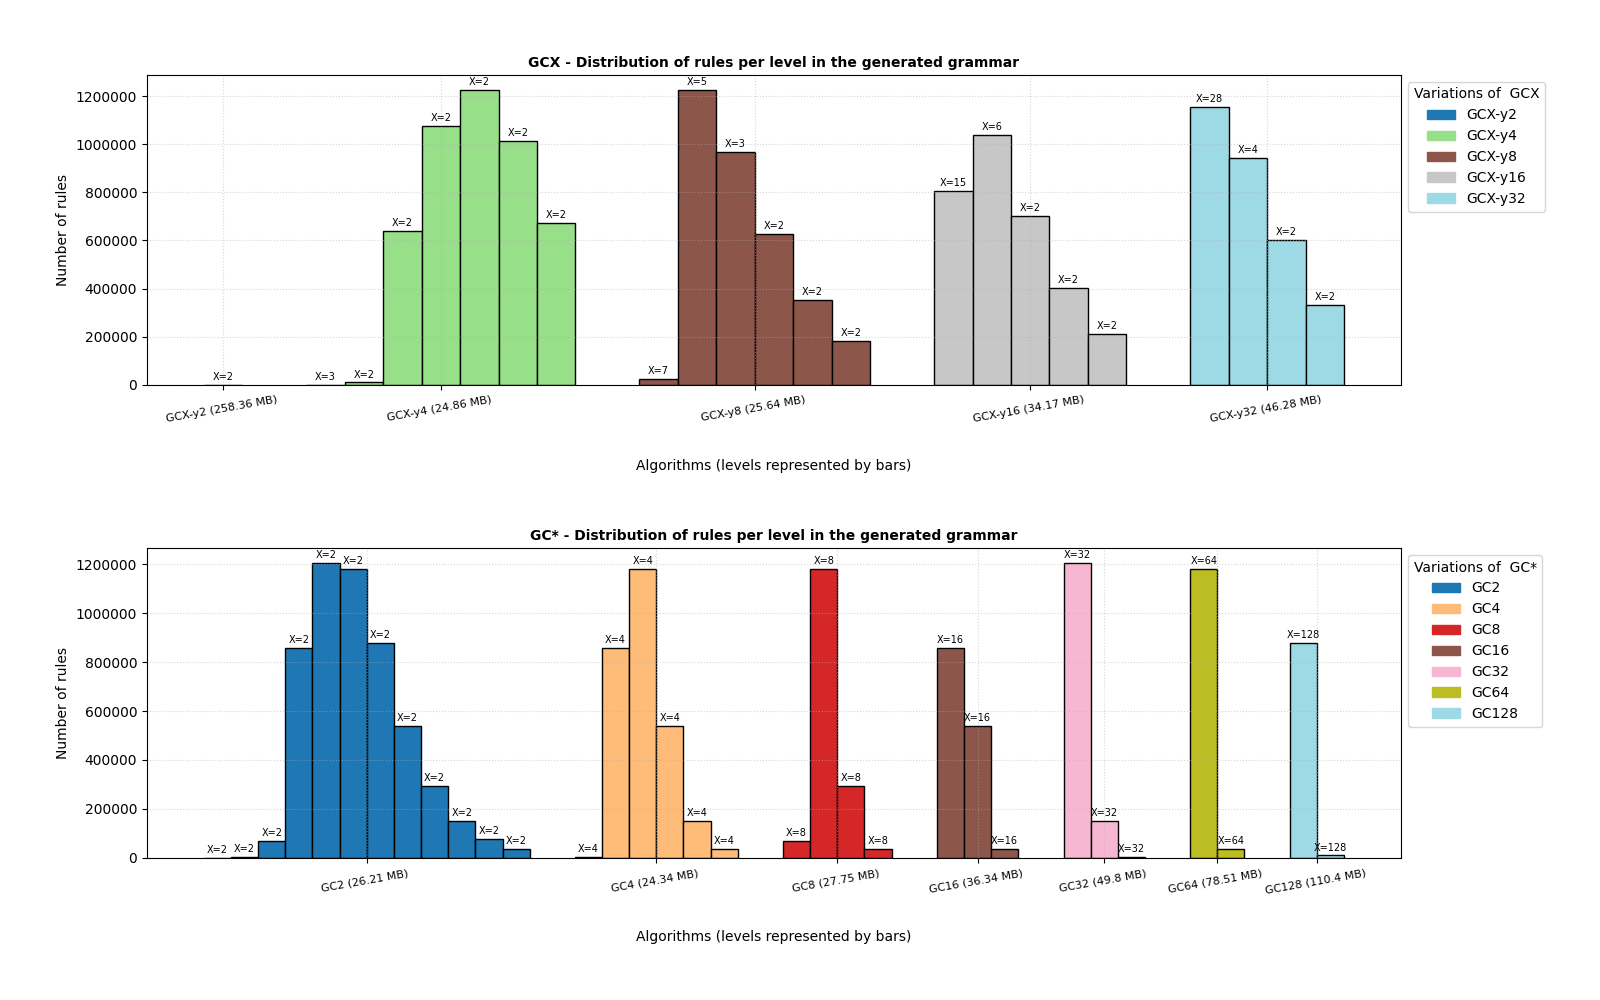 GCX - Distribution of rules per level in the generated grammar
Number of rules
1200000
1000000
800000
600000
400000
200000
0
X=2
X=3
X=2
X=2
X=2
X=2
X=2
X=2
X=7
X=5
X=3
X=2
X=2
X=2
X=15
X=6
X=2
X=2
X=2
X=28
X=4
X=2
X=2
GCX-y2 (258.36 MB)
GCX-y4 (24.86 MB)
GCX-y8 (25.64 MB)
GCX-y16 (34.17 MB)
GCX-y32 (46.28 MB)
Algorithms (levels represented by bars)
Variations of  GCX
GCX-y2
GCX-y4
GCX-y8
GCX-y16
GCX-y32
GC* - Distribution of rules per level in the generated grammar
Number of rules
1200000
1000000
800000
600000
400000
200000
0
X=2
X=2
X=2
X=2
X=2
X=2
X=2
X=2
X=2
X=2
X=2
X=2
X=4
X=4
X=4
X=4
X=4
X=4
X=8
X=8
X=8
X=8
X=16
X=16
X=16
X=32
X=32
X=32
X=64
X=64
X=128
X=128
GC2 (26.21 MB)
GC4 (24.34 MB)
GC8 (27.75 MB)
GC16 (36.34 MB)
GC32 (49.8 MB)
GC64 (78.51 MB)
GC128 (110.4 MB)
Algorithms (levels represented by bars)
Variations of  GC*
GC2
GC4
GC8
GC16
GC32
GC64
GC128